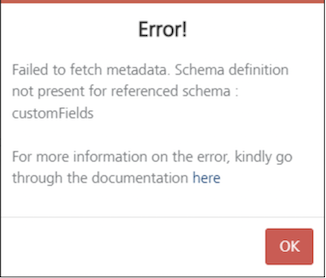 Error!
Failed to fetch metadata. Schema definition
not present for referenced schema :
customFields
For more information on the error, kindly go
through the documentation here
OK